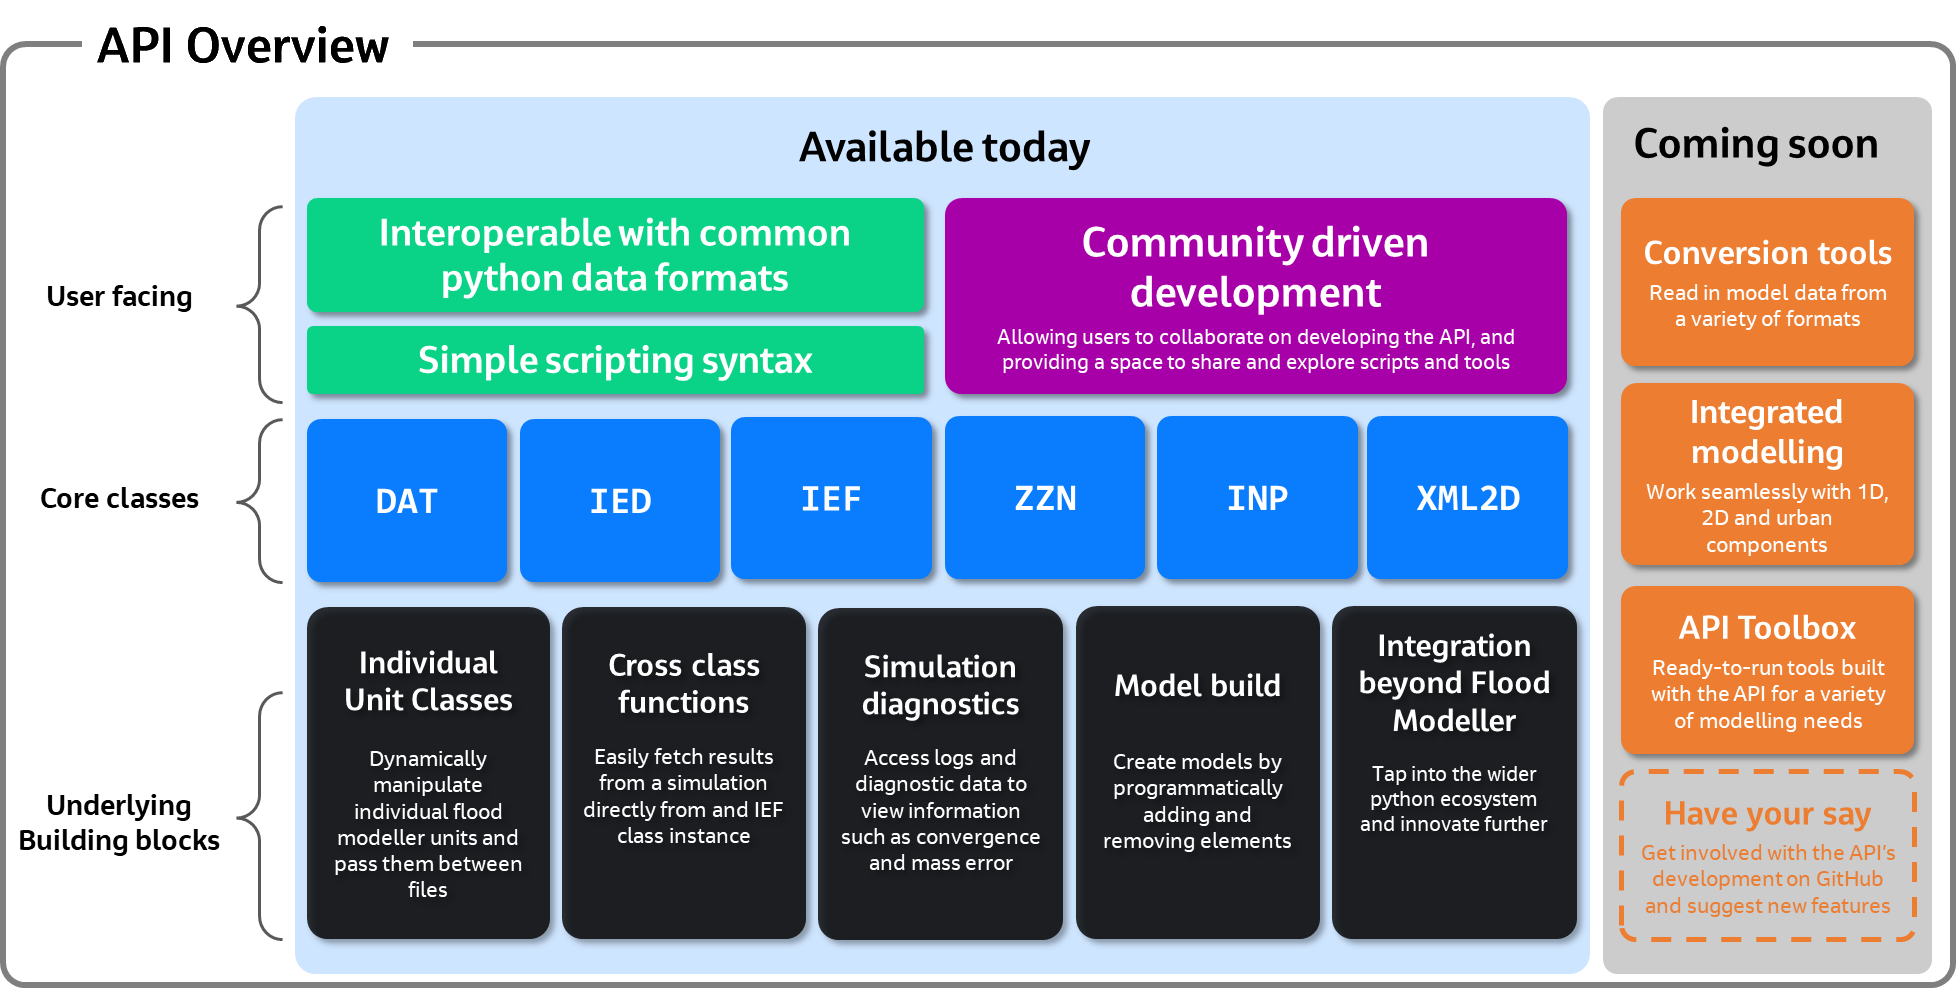 API Overview
Available today
Coming soon
User facing
Interoperable with common
python data formats
Simple scripting syntax
Community driven
development
Allowing users to collaborate on developing the API, and
providing a space to share and explore scripts and tools
Core classes
DAT
IED
IEF
ZZN
INP
XML2D
Underlying
Building blocks
Individual
Unit Classes
Dynamically
manipulate
individual flood
modeller units and
pass them between
files
Cross class
functions
Easily fetch results
from a simulation
directly from and IEF
class instance
Simulation
diagnostics
Access logs and
diagnostic data to
view information
such as convergence
and mass error
Model build
Create models by
programmatically
adding and
removing elements
Integration
beyond Flood
Modeller
Tap into the wider
python ecosystem
and innovate further
Conversion tools
Read in model data from
a variety of formats
Integrated
modelling
Work seamlessly with 1D,
2D and urban
components
API Toolbox
Ready-to-run tools built
with the API for a variety
of modelling needs
Have your say
Get involved with the API's
development on GitHub
and suggest new features